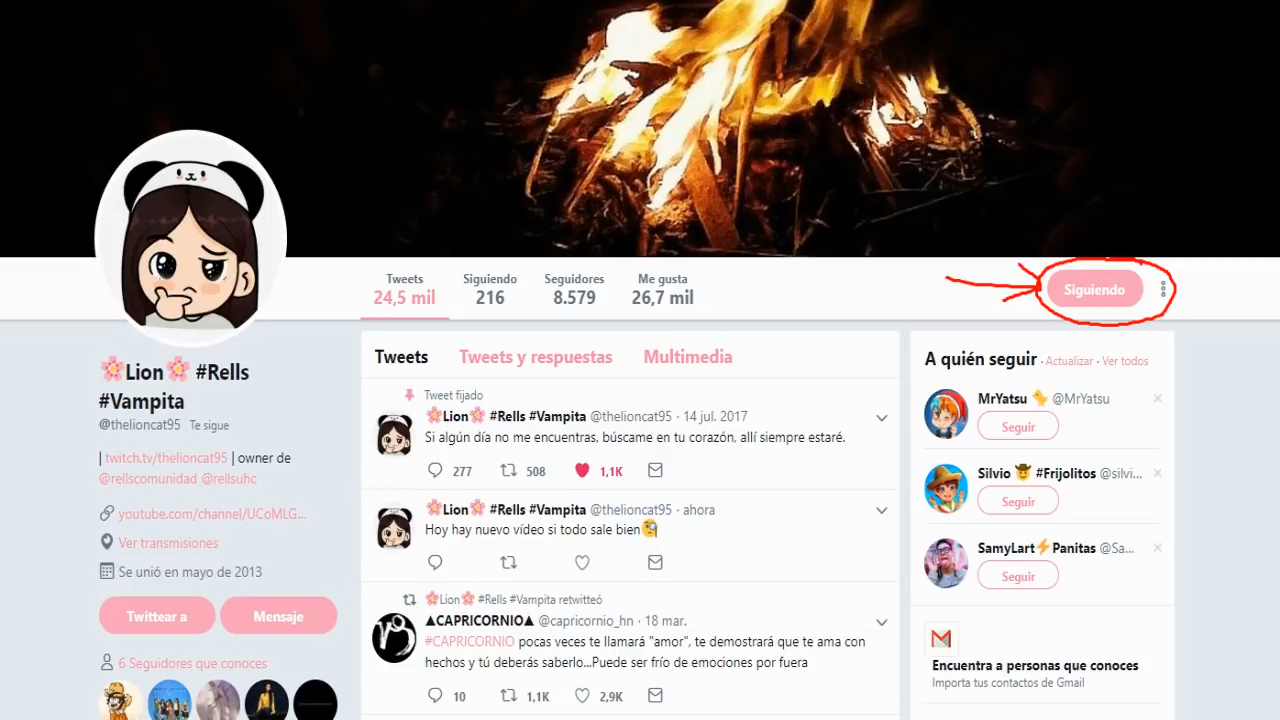 Tweets Siguiendo Seguidores Me gusta
24,5 mil 216 8.579 26,7 mil
Siguiendo
🌸Lion🌸 #Rells
#Vampita
@thelioncat95 Te sigue
| twitch.tv/thelioncat95 | owner de
@rellscomunidad @rellsuhc
youtube.com/channel/UCoMLG...
Ver transmisiones
Se unió en mayo de 2013
Twittear a Mensaje
6 Seguidores que conoces
Tweets Tweets y respuestas Multimedia
Tweet fijado
🌸Lion🌸 #Rells #Vampita @thelioncat95 · 14 jul. 2017
Si algún día no me encuentras, búscame en tu corazón, allí siempre estaré.
277 508 1,1K
🌸Lion🌸 #Rells #Vampita @thelioncat95 · ahora
Hoy hay nuevo vídeo si todo sale bien🧐
🌸Lion🌸 #Rells #Vampita retwitteó
▲CAPRICORNIO▲ @capricornio_hn · 18 mar.
#CAPRICORNIO pocas veces te llamará "amor", te demostrará que te ama con
hechos y tú deberás saberlo...Puede ser frío de emociones por fuera
10 1,1K 2,9K
A quién seguir · Actualizar · Ver todos
MrYatsu 🐤 @MrYatsu
Seguir
Silvio 🤠 #Frijolitos @silvi...
Seguir
SamyLart⚡Panitas @Sa...
Seguir
Encuentra a personas que conoces
Importa tus contactos de Gmail